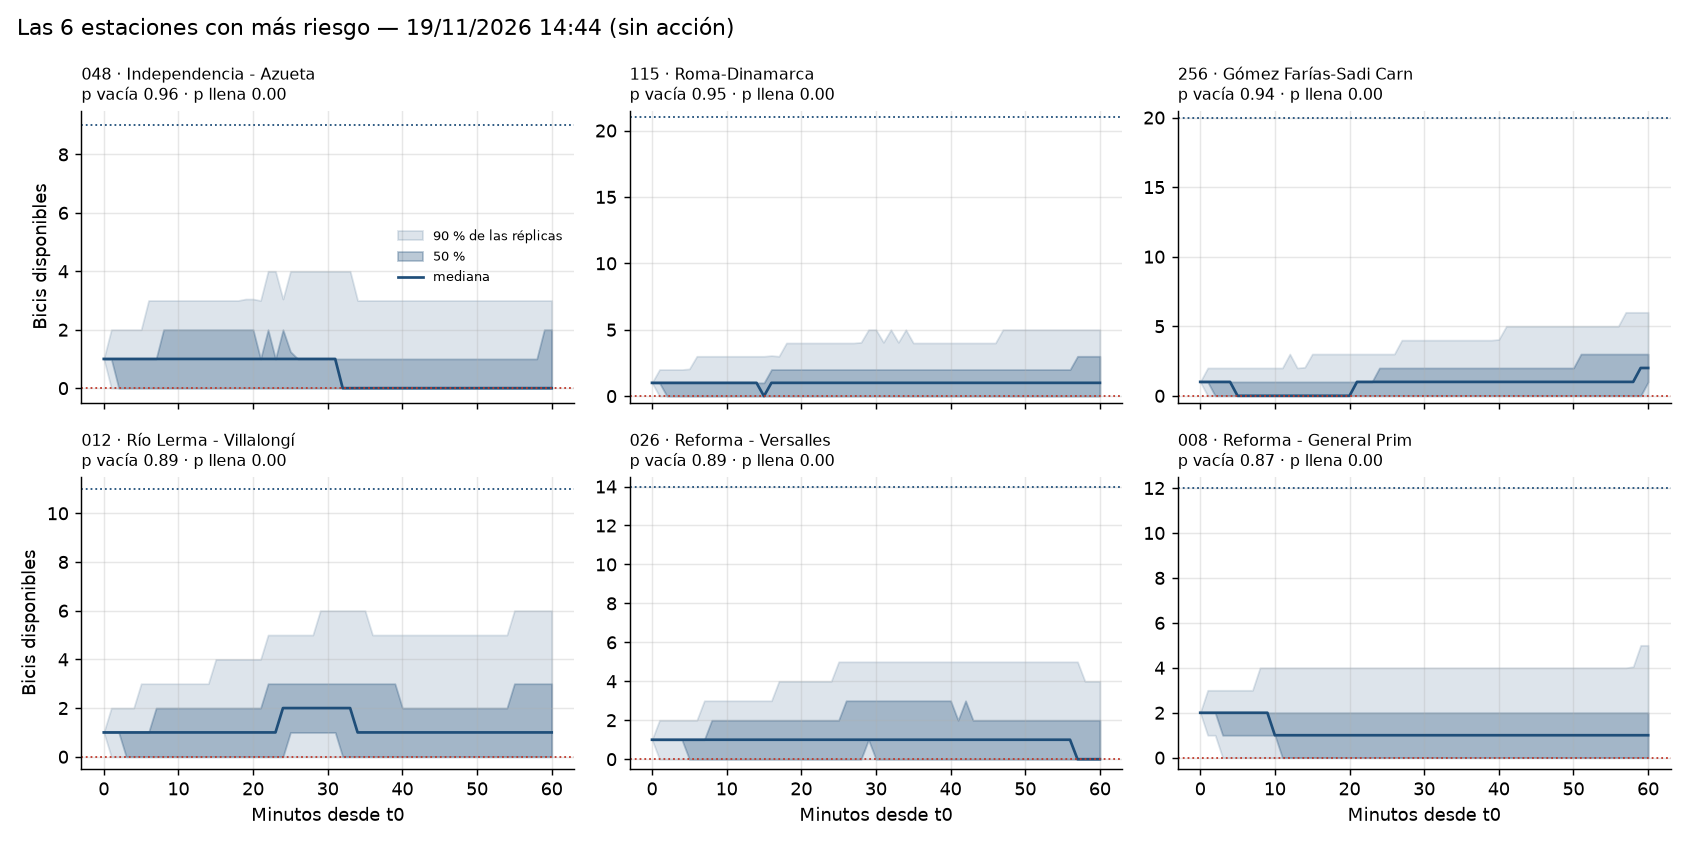 Las 6 estaciones con más riesgo — 19/11/2026 14:44 (sin acción)
048 · Independencia - Azueta
p vacía 0.96 · p llena 0.00
Bicis disponibles
8
6
4
2
0
90 % de las réplicas
50 %
mediana
115 · Roma-Dinamarca
p vacía 0.95 · p llena 0.00
20
15
10
5
0
256 · Gómez Farías-Sadi Carn
p vacía 0.94 · p llena 0.00
20
15
10
5
0
012 · Río Lerma - Villalongí
p vacía 0.89 · p llena 0.00
Bicis disponibles
10
8
6
4
2
0
0 10 20 30 40 50 60
Minutos desde t0
026 · Reforma - Versalles
p vacía 0.89 · p llena 0.00
14
12
10
8
6
4
2
0
0 10 20 30 40 50 60
Minutos desde t0
008 · Reforma - General Prim
p vacía 0.87 · p llena 0.00
12
10
8
6
4
2
0
0 10 20 30 40 50 60
Minutos desde t0